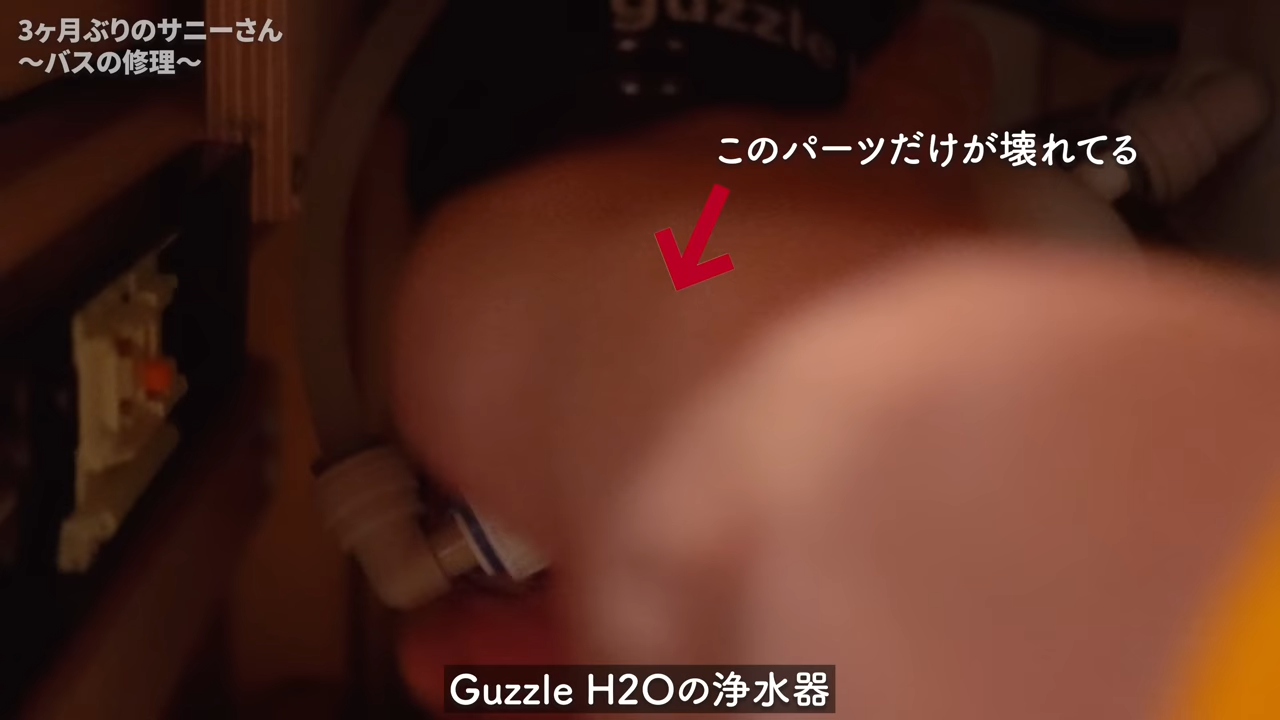 3ヶ月ぶりのサニーさん
〜バスの修理〜
guzzle
このパーツだけが壊れてる
Guzzle H2Oの浄水器